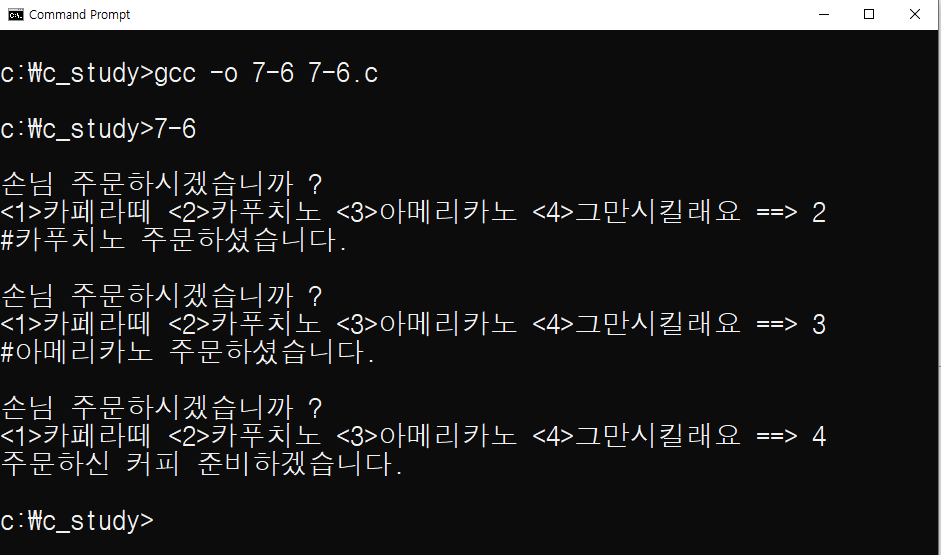 Command Prompt
c:₩c_study>gcc -o 7-6 7-6.c
c:₩c_study>7-6
손님 주문하시겠습니까 ?
<1>카페라떼 <2>카푸치노 <3>아메리카노 <4>그만시킬래요 ==> 2
#카푸치노 주문하셨습니다.
손님 주문하시겠습니까 ?
<1>카페라떼 <2>카푸치노 <3>아메리카노 <4>그만시킬래요 ==> 3
#아메리카노 주문하셨습니다.
손님 주문하시겠습니까 ?
<1>카페라떼 <2>카푸치노 <3>아메리카노 <4>그만시킬래요 ==> 4
주문하신 커피 준비하겠습니다.
c:₩c_study>